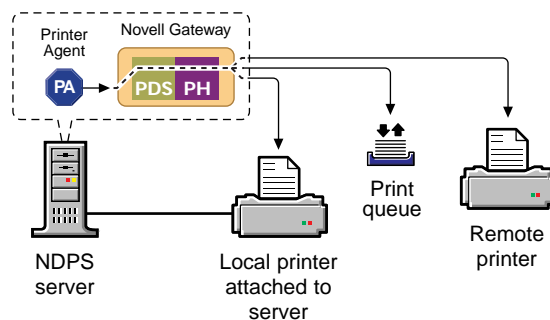 Printer
Agent
Novell Gateway
PA
PDS
PH
NDPS
server
Local printer
attached to
server
Print
queue
Remote
printer